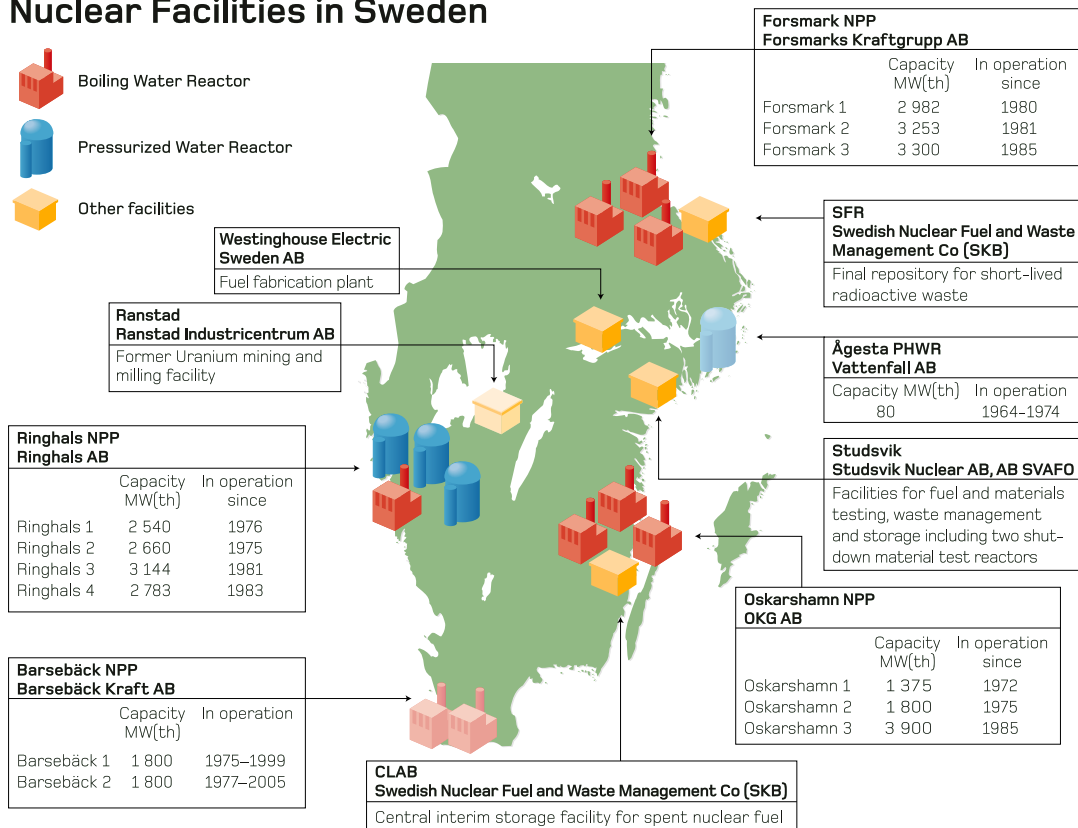 Nuclear Facilities in Sweden
Boiling Water Reactor
Pressurized Water Reactor
Other facilities
Forsmark NPP
Forsmarks Kraftgrupp AB
Capacity In operation
MW(th) since
Forsmark 1 2 982 1980
Forsmark 2 3 253 1981
Forsmark 3 3 300 1985
SFR
Swedish Nuclear Fuel and Waste
Management Co (SKB)
Final repository for short-lived
radioactive waste
Westinghouse Electric
Sweden AB
Fuel fabrication plant
Ranstad
Ranstad Industricentrum AB
Former Uranium mining and
milling facility
Ågesta PHWR
Vattenfall AB
Capacity MW(th) In operation
80 1964–1974
Ringhals NPP
Ringhals AB
Capacity In operation
MW(th) since
Ringhals 1 2 540 1976
Ringhals 2 2 660 1975
Ringhals 3 3 144 1981
Ringhals 4 2 783 1983
Studsvik
Studsvik Nuclear AB, AB SVAFO
Facilities for fuel and materials
testing, waste management
and storage including two shut-
down material test reactors
Oskarshamn NPP
OKG AB
Capacity In operation
MW(th) since
Oskarshamn 1 1 375 1972
Oskarshamn 2 1 800 1975
Oskarshamn 3 3 900 1985
Barsebäck NPP
Barsebäck Kraft AB
Capacity In operation
MW(th)
Barsebäck 1 1 800 1975–1999
Barsebäck 2 1 800 1977–2005
CLAB
Swedish Nuclear Fuel and Waste Management Co (SKB)
Central interim storage facility for spent nuclear fuel